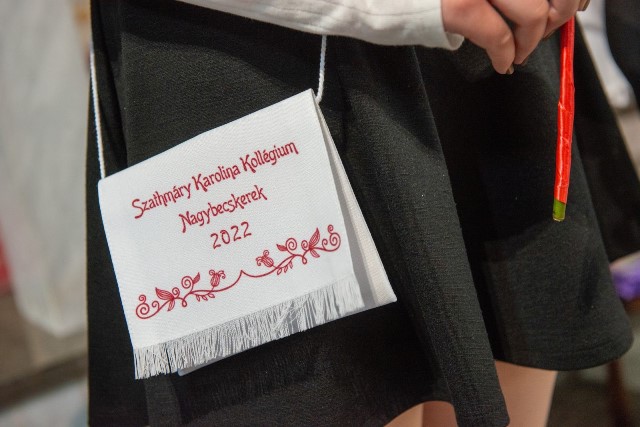 Szathmáry Karolina Kollégium
Nagybecskerek
2022